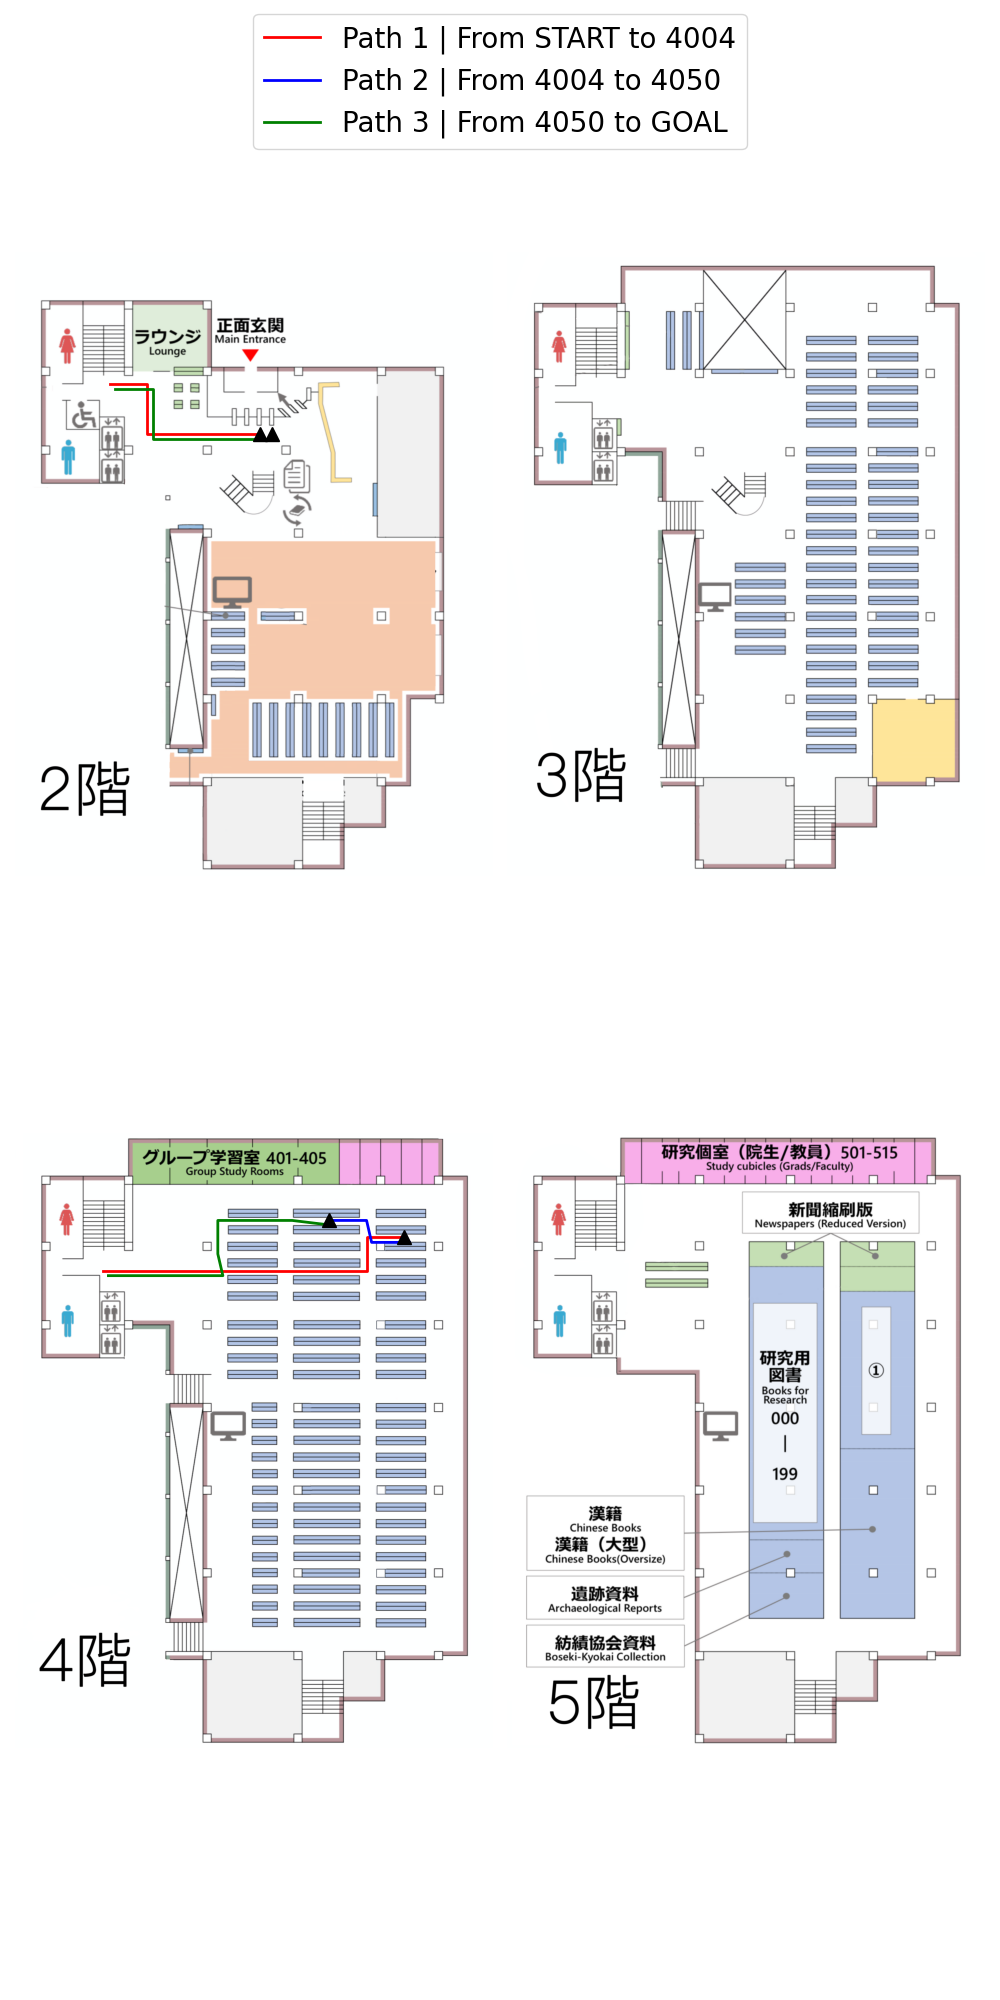 Path 1 | From START to 4004
Path 2 | From 4004 to 4050
Path 3 | From 4050 to GOAL
ラウンジ
Lounge
正面玄関
Main Entrance
2階
3階
グループ学習室 401-405
Group Study Rooms
4階
研究個室（院生/教員）501-515
Study cubicles (Grads/Faculty)
新聞縮刷版
Newspapers (Reduced Version)
研究用
図書
Books for
Research
000
|
199
①
漢籍
Chinese Books
漢籍（大型）
Chinese Books(Oversize)
遺跡資料
Archaeological Reports
紡績協会資料
Boseki-Kyokai Collection
5階